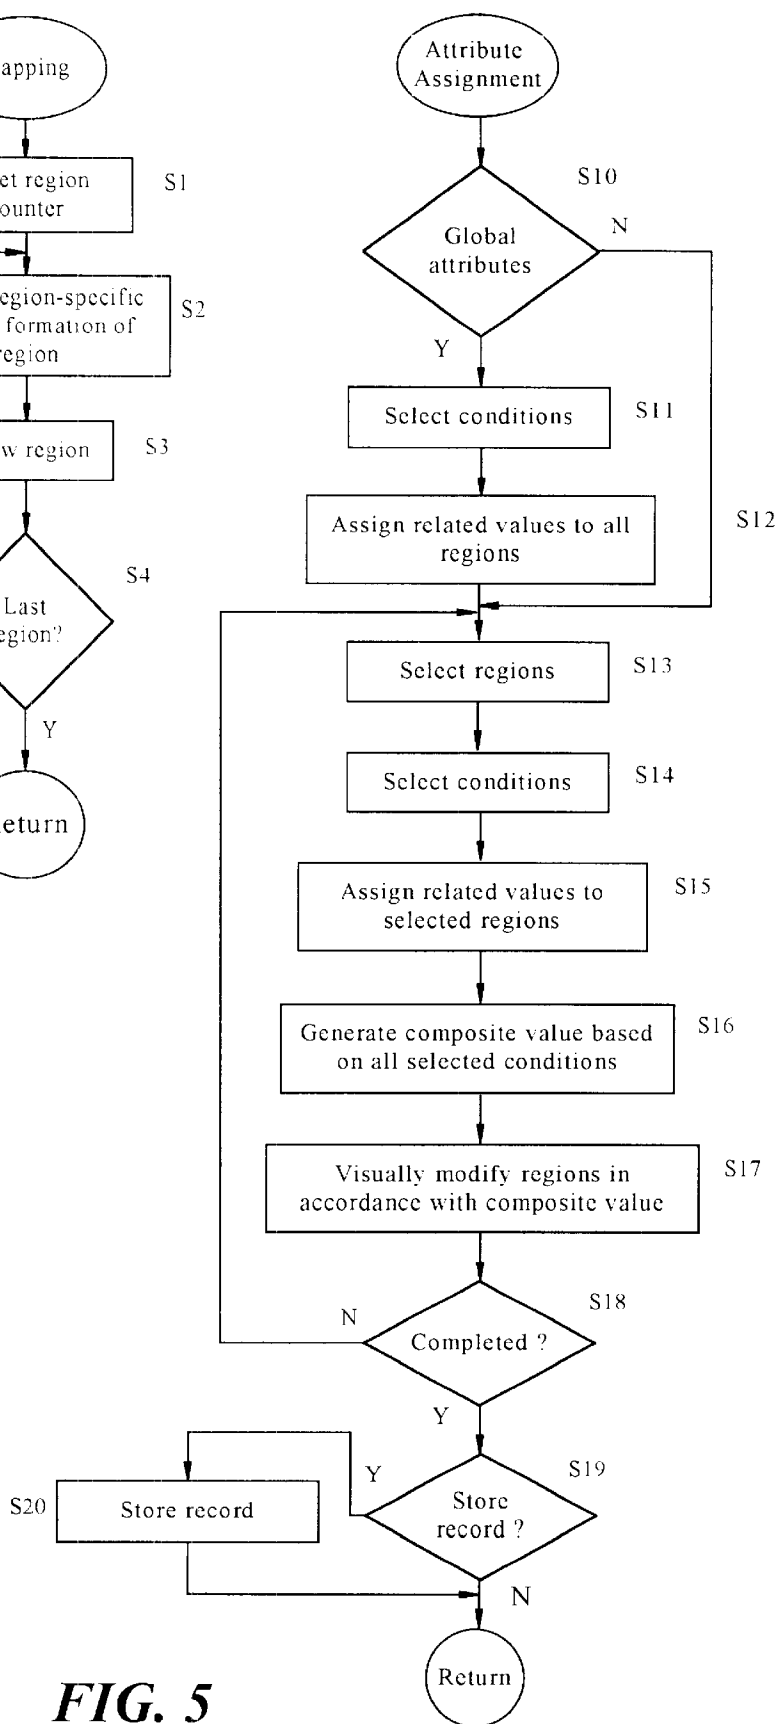 apping
et region
ounter
S1
egion-specific
formation of
region
S2
w region
S3
Last
egion?
S4
Y
eturn
Attribute
Assignment
S10
Global
attributes
N
Y
Select conditions
S11
Assign related values to all
regions
S12
Select regions
S13
Select conditions
S14
Assign related values to
selected regions
S15
Generate composite value based
on all selected conditions
S16
Visually modify regions in
accordance with composite value
S17
S18
N
Completed ?
Y
S19
Y
Store
record ?
S20
Store record
N
Return
FIG. 5